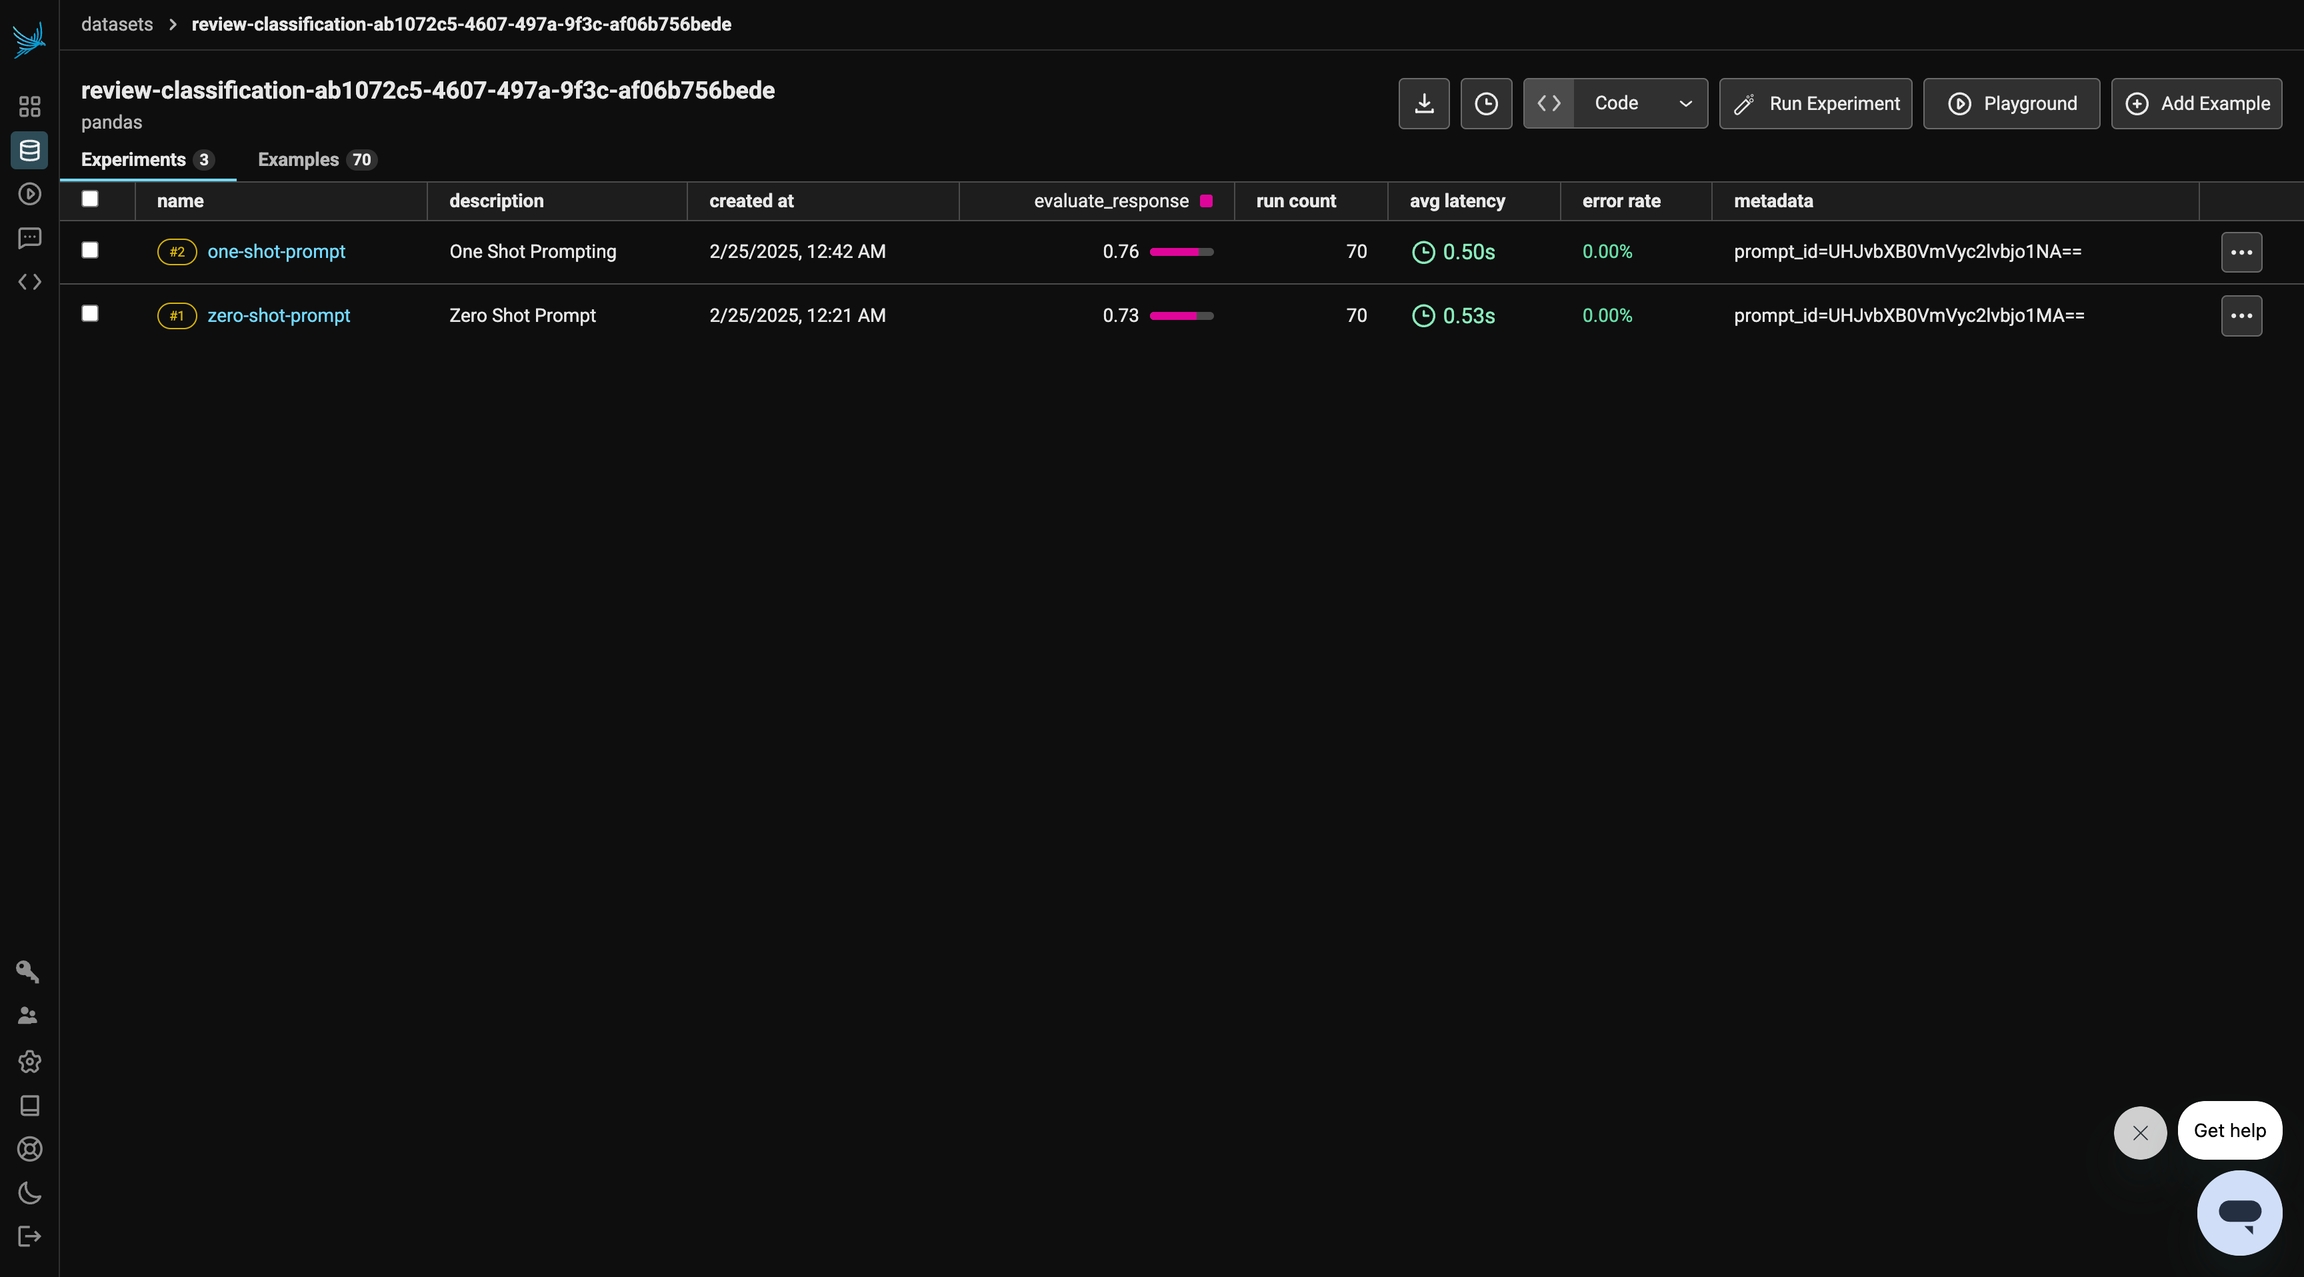 datasets > review-classification-ab1072c5-4607-497a-9f3c-af06b756bede
review-classification-ab1072c5-4607-497a-9f3c-af06b756bede
pandas
Code Run Experiment Playground Add Example
Experiments 3 Examples 70
name description created at evaluate_response run count avg latency error rate metadata
#2 one-shot-prompt One Shot Prompting 2/25/2025, 12:42 AM 0.76 70 0.50s 0.00% prompt_id=UHJvbXB0VmVyc2lvbjo1NA==
#1 zero-shot-prompt Zero Shot Prompt 2/25/2025, 12:21 AM 0.73 70 0.53s 0.00% prompt_id=UHJvbXB0VmVyc2lvbjo1MA==
Get help